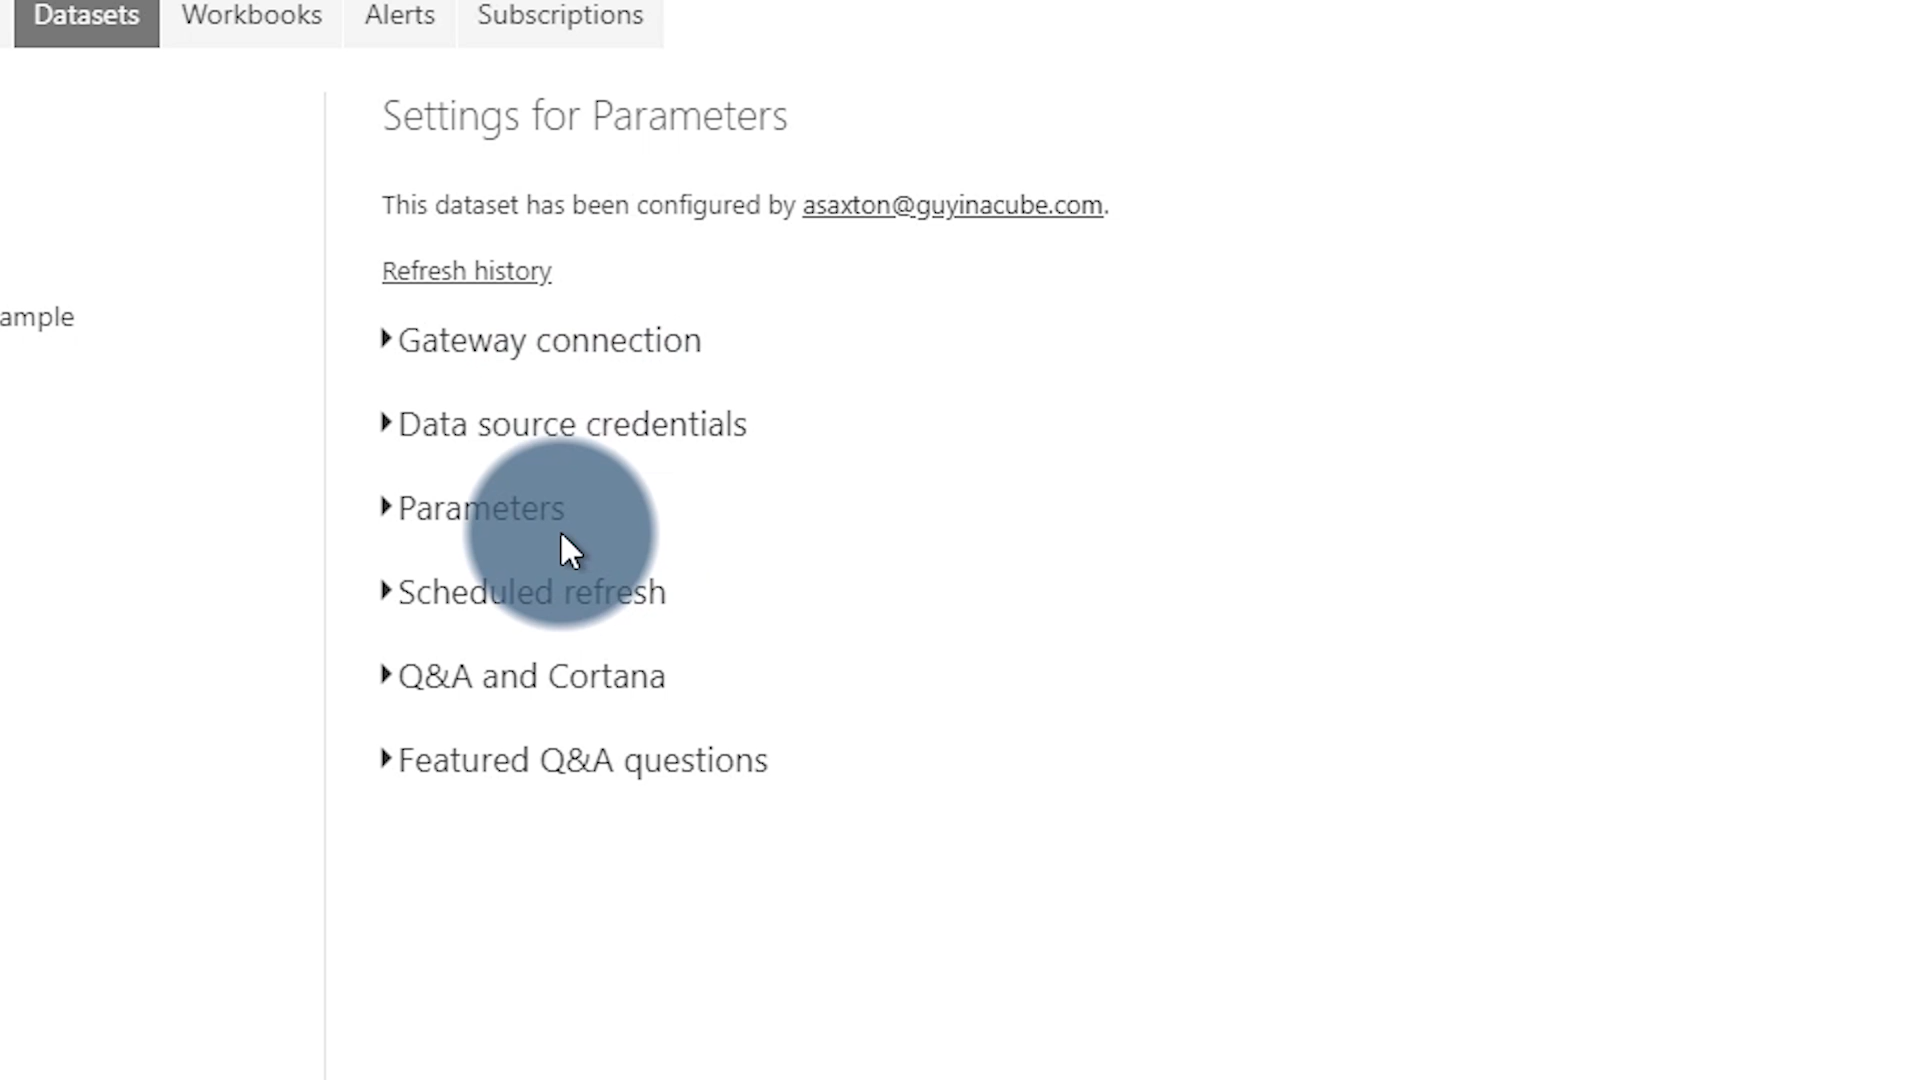 Datasets Workbooks Alerts Subscriptions
Settings for Parameters
This dataset has been configured by asaxton@guyinacube.com.
Refresh history
ample
Gateway connection
Data source credentials
Parameters
Scheduled refresh
Q&A and Cortana
Featured Q&A questions